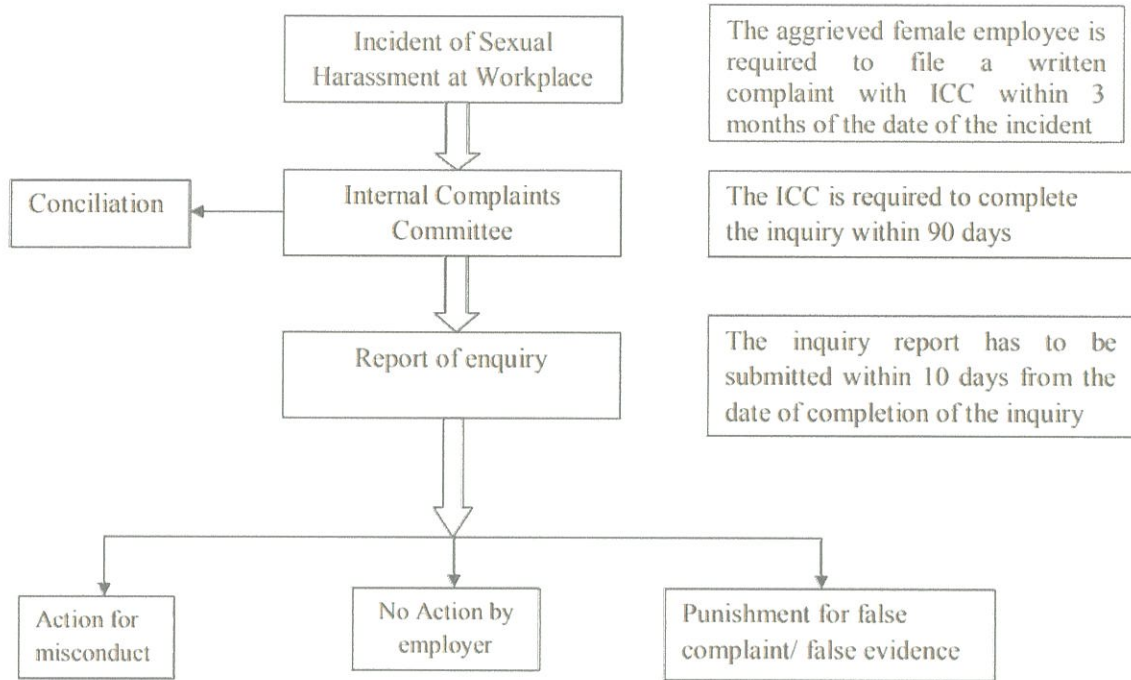 Incident of Sexual
Harassment at Workplace
The aggrieved female employee is
required to file a written
complaint with ICC within 3
months of the date of the incident
Conciliation
Internal Complaints
Committee
The ICC is required to complete
the inquiry within 90 days
Report of enquiry
The inquiry report has to be
submitted within 10 days from the
date of completion of the inquiry
Action for
misconduct
No Action by
employer
Punishment for false
complaint/ false evidence